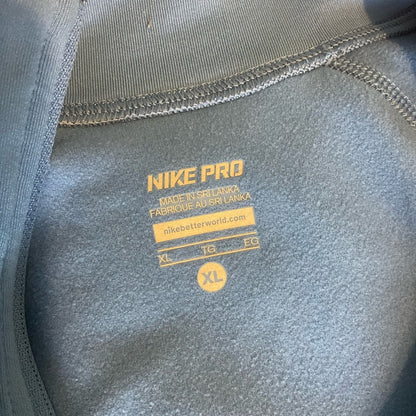 NIKE PRO
MADE IN SRI LANKA
FABRIQUÉ AU SRI LANKA
nikebetterworld.com
XL TG EG
XL